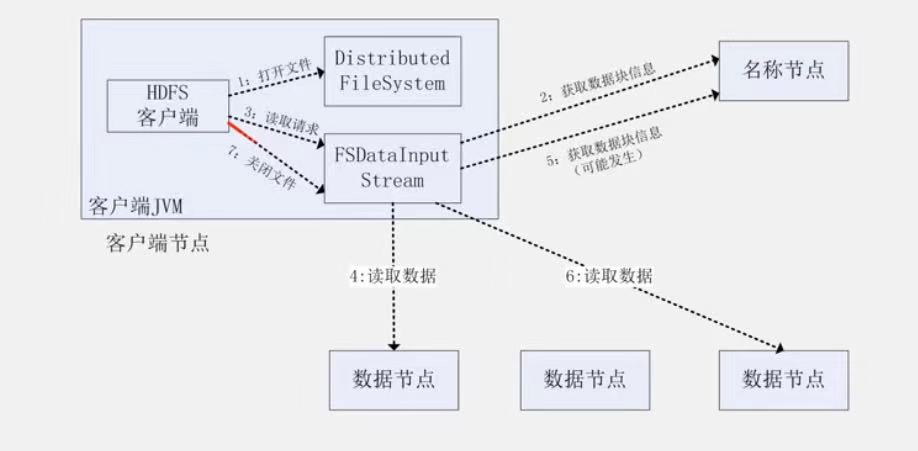 Distributed
FileSystem
1: 打开文件
HDFS
客户端
2: 获取数据块信息
名称节点
3: 读取请求
FSDataInput
Stream
5: 获取数据块信息
(可能发生)
7: 关闭文件
客户端JVM
客户端节点
4:读取数据
6:读取数据
数据节点
数据节点
数据节点